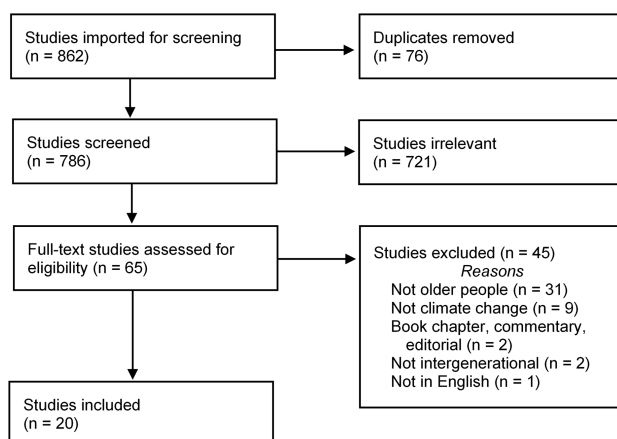 Studies imported for screening
(n = 862)
Duplicates removed
(n = 76)
Studies screened
(n = 786)
Studies irrelevant
(n = 721)
Full-text studies assessed for
eligibility (n = 65)
Studies excluded (n = 45)
Reasons
Not older people (n = 31)
Not climate change (n = 9)
Book chapter, commentary,
editorial (n = 2)
Not intergenerational (n = 2)
Not in English (n = 1)
Studies included
(n = 20)